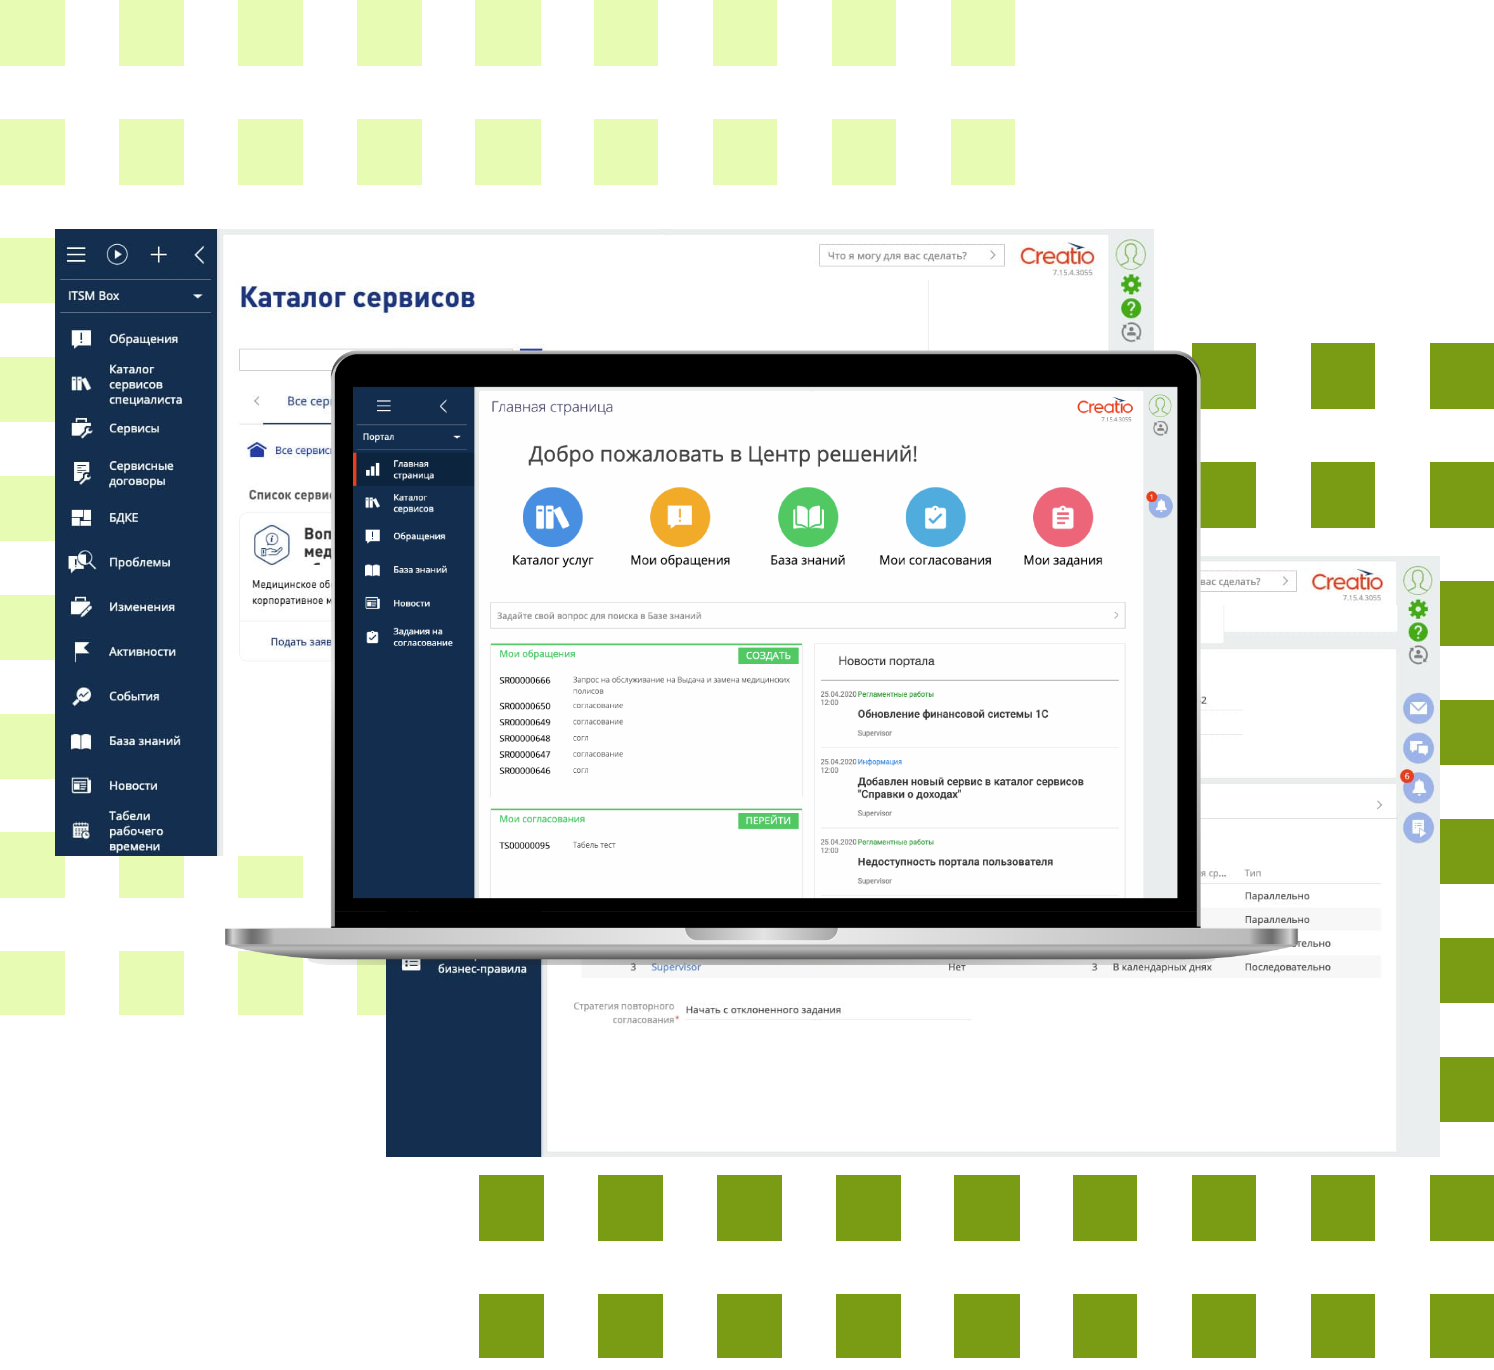 Что я могу для вас сделать?
Creatio
7.15.4.3055
ITSM Box
Каталог сервисов
Обращения
Каталог
сервисов
специалиста
Сервисы
Сервисные
договоры
БДКЕ
Проблемы
Изменения
Активности
События
База знаний
Новости
Табели
рабочего
времени
Все сер
Все сервис
Список серви
Воп
мед
Медицинское об
корпоративное м
Подать заяв
Главная страница
Creatio
7.15.4.3055
Портал
Главная
страница
Каталог
сервисов
Обращения
База знаний
Новости
Задания на
согласование
Добро пожаловать в Центр решений!
Каталог услуг
Мои обращения
База знаний
Мои согласования
Мои задания
1
Задайте свой вопрос для поиска в Базе знаний
Мои обращения
СОЗДАТЬ
SR00000666 Запрос на обслуживание на Выдача и замена медицинских
полисов
SR00000650 согласование
SR00000649 согласование
SR00000648 согл
SR00000647 согласование
SR00000646 согл
Мои согласования
ПЕРЕЙТИ
TS00000095 Табель тест
Новости портала
25.04.2020 Регламентные работы
12:00
Обновление финансовой системы 1С
Supervisor
25.04.2020 Информация
12:00
Добавлен новый сервис в каталог сервисов
"Справки о доходах"
Supervisor
25.04.2020 Регламентные работы
12:00
Недоступность портала пользователя
Supervisor
вас сделать?
Creatio
7.15.4.3055
2
6
я ср... Тип
Параллельно
Параллельно
тельно
3 Supervisor Нет 3 В календарных днях Последовательно
бизнес-правила
Стратегия повторного
согласования* Начать с отклоненного задания